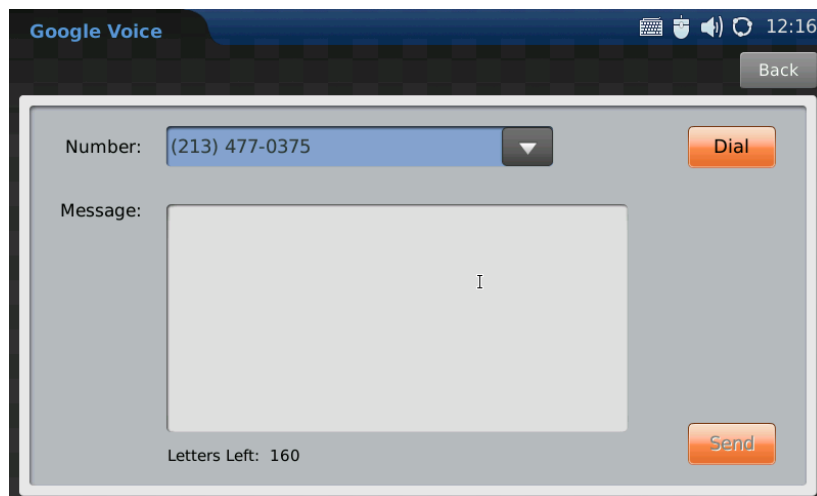 Google Voice
12:16
Back
Number:
(213) 477-0375
Dial
Message:
Send
Letters Left: 160